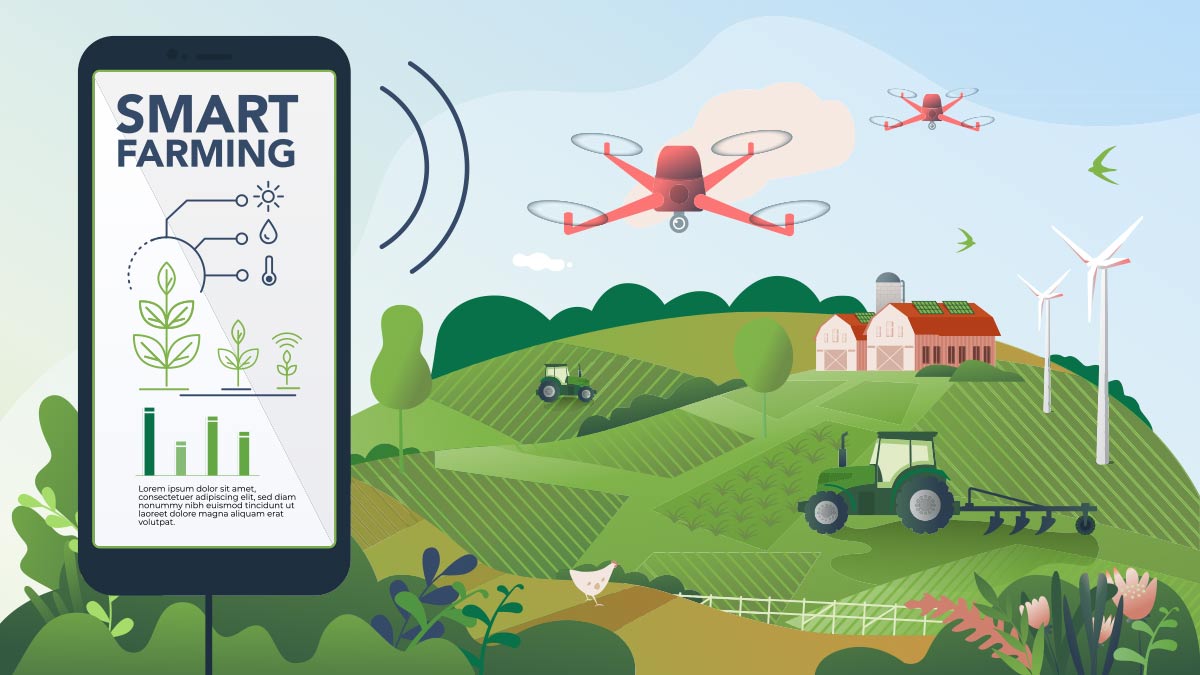 SMART
FARMING
Lorem ipsum dolor sit amet,
consectetuer adipiscing elit, sed diam
nonummy nibh euismod tincidunt ut
laoreet dolore magna aliquam erat
volutpat.